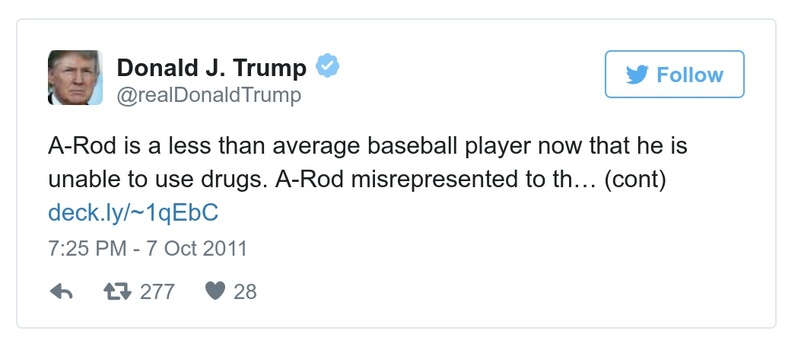 Donald J. Trump
@realDonaldTrump
Follow
A-Rod is a less than average baseball player now that he is
unable to use drugs. A-Rod misrepresented to th... (cont)
deck.ly/~1qEbC
7:25 PM - 7 Oct 2011
277 28